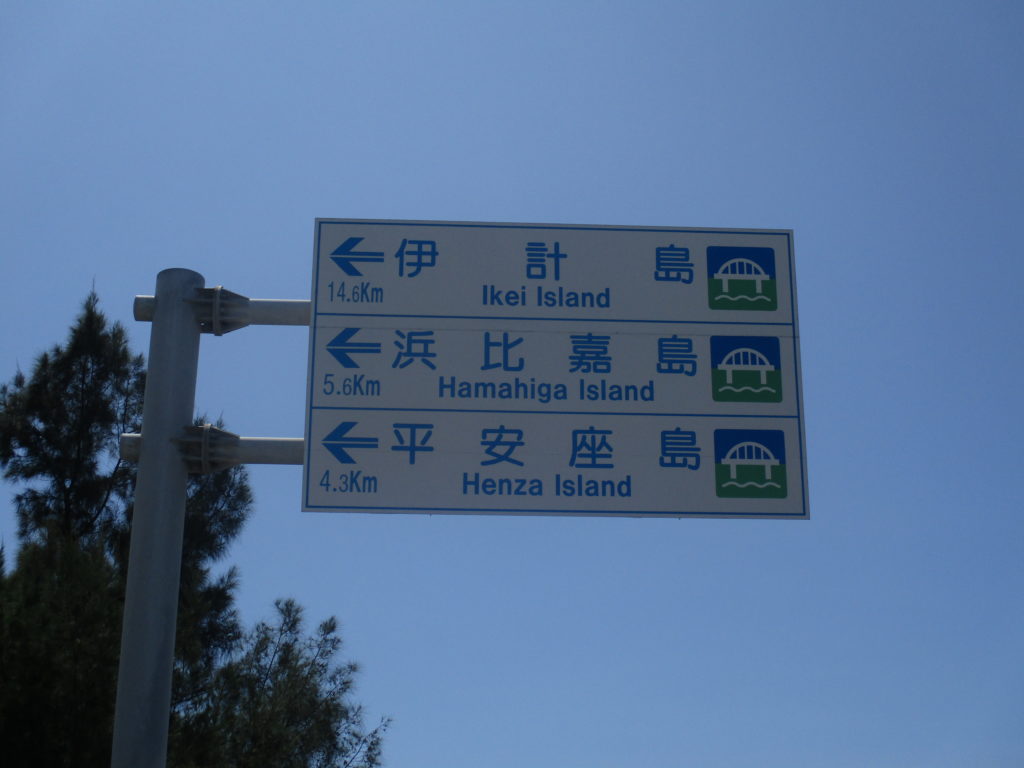 伊計島
14.6Km Ikei Island
浜比嘉島
5.6Km Hamahiga Island
平安座島
4.3Km Henza Island